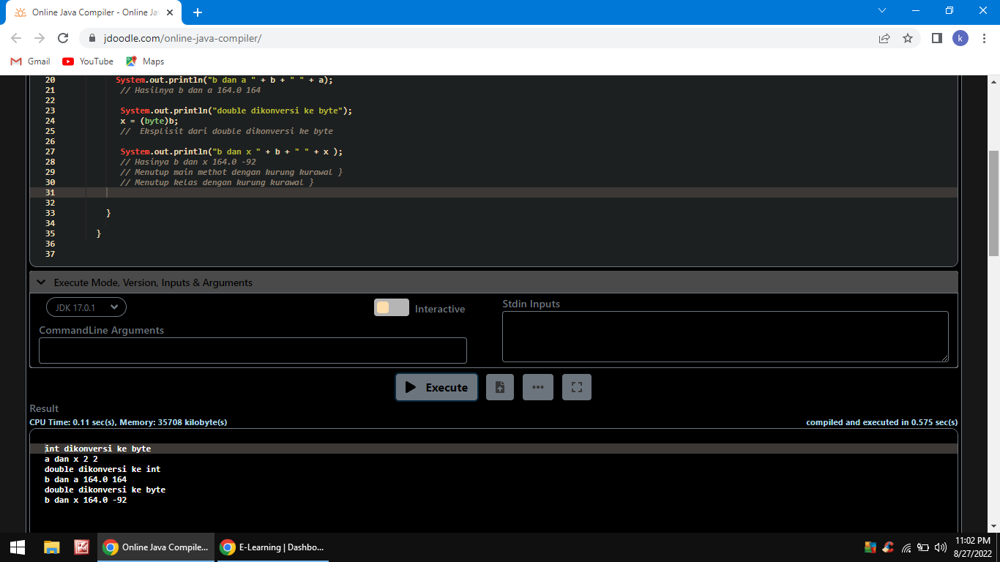 Online Java Compiler - Online Ja
jdoodle.com/online-java-compiler/
k
Gmail YouTube Maps
20 System.out.println("b dan a " + b + " " + a);
21 // Hasilnya b dan a 164.0 164
22
23 System.out.println("double dikonversi ke byte");
24 x = (byte)b;
25 //  Eksplisit dari double dikonversi ke byte
26
27 System.out.println("b dan x " + b + " " + x );
28 // Hasinya b dan x 164.0 -92
29 // Menutup main methot dengan kurung kurawal }
30 // Menutup kelas dengan kurung kurawal }
31
32
33 }
34
35 }
36
37
Execute Mode, Version, Inputs & Arguments
JDK 17.0.1
Interactive
Stdin Inputs
CommandLine Arguments
Execute
Result
CPU Time: 0.11 sec(s), Memory: 35708 kilobyte(s)
compiled and executed in 0.575 sec(s)
int dikonversi ke byte
a dan x 2 2
double dikonversi ke int
b dan a 164.0 164
double dikonversi ke byte
b dan x 164.0 -92
Online Java Compile...
E-Learning | Dashbo...
11:02 PM
8/27/2022